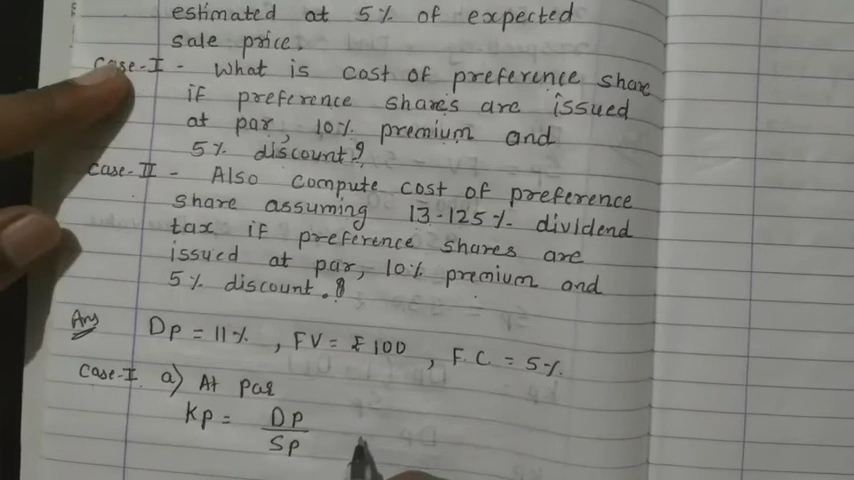 estimated at 5% of expected
sale price.
Case-I - What is cost of preference share
if preference shares are issued
at par, 10% premium and
5% discount?
Case-II - Also compute cost of preference
share assuming 13.125% dividend
tax if preference shares are
issued at par, 10% premium and
5% discount.?
Ans DP = 11%, FV = ₹100, F.C. = 5%.
Case-I a) At Par
KP = DP
SP